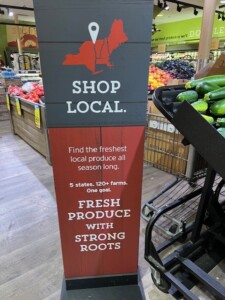 SHOP
LOCAL.
Find the freshest
local produce all
season long.
5 states. 120+ farms.
One goal.
FRESH
PRODUCE
WITH
STRONG
ROOTS